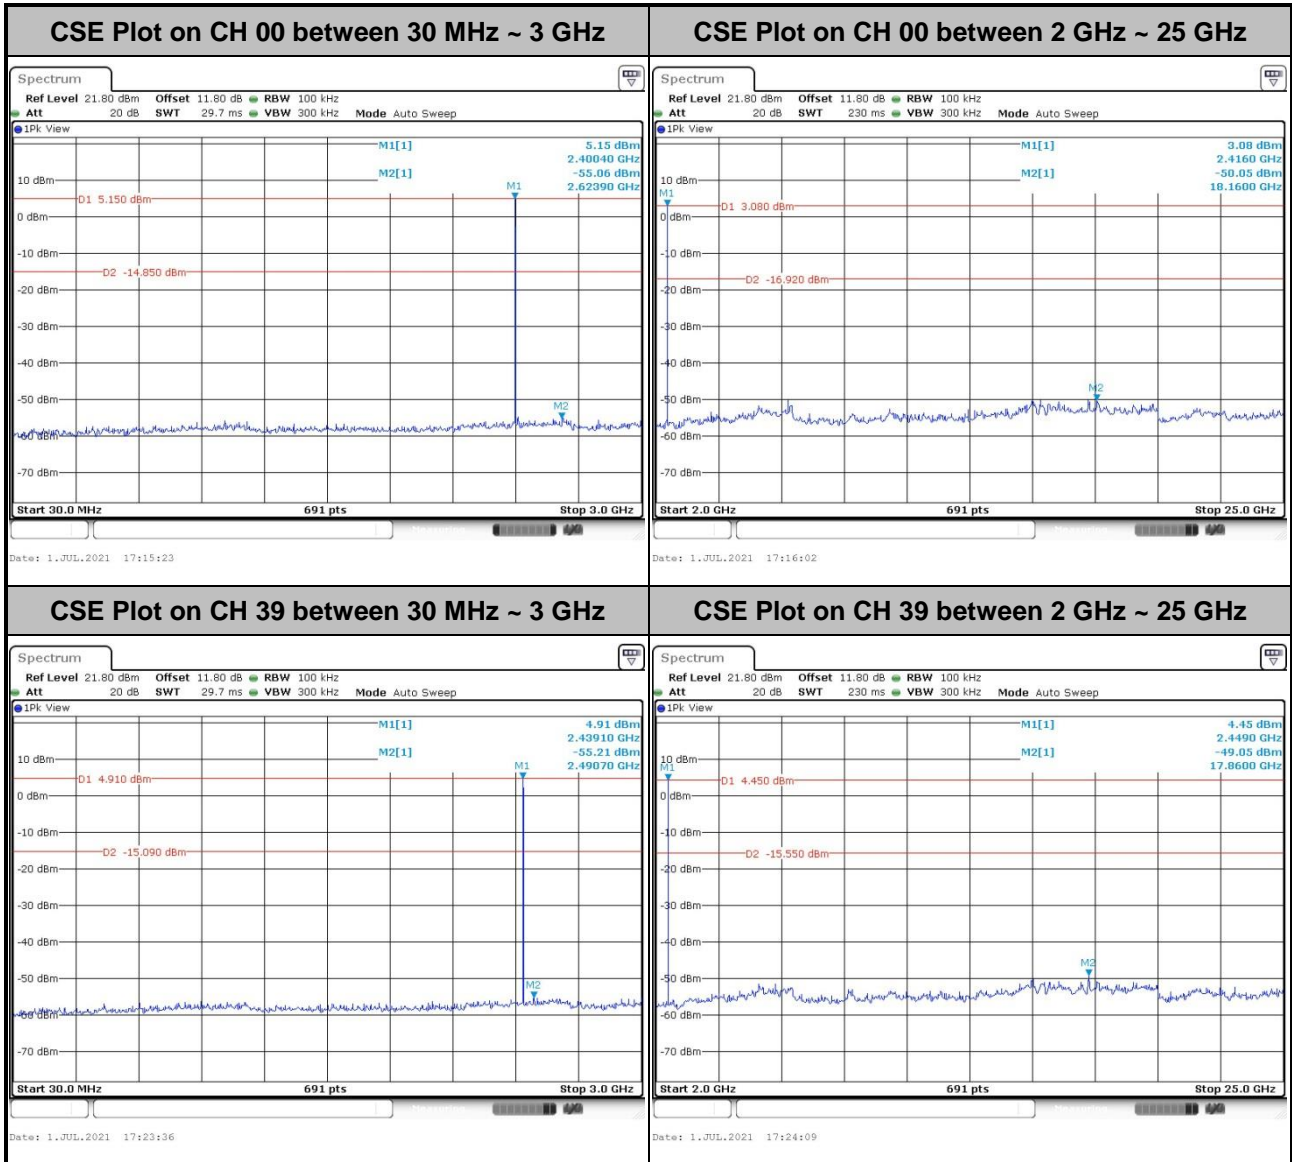 CSE Plot on CH 00 between 30 MHz ~ 3 GHz
Spectrum
Ref Level 21.80 dBm Offset 11.80 dB RBW 100 kHz
Att 20 dB SWT 29.7 ms VBW 300 kHz Mode Auto Sweep
1Pk View
M1[1] 5.15 dBm
2.40040 GHz
M2[1] -55.06 dBm
2.62390 GHz
10 dBm
M1
D1 5.150 dBm
0 dBm
-10 dBm
D2 -14.850 dBm
-20 dBm
-30 dBm
-40 dBm
-50 dBm
M2
-60 dBm
-70 dBm
Start 30.0 MHz 691 pts Stop 3.0 GHz
Date: 1.JUL.2021 17:15:23
CSE Plot on CH 00 between 2 GHz ~ 25 GHz
Spectrum
Ref Level 21.80 dBm Offset 11.80 dB RBW 100 kHz
Att 20 dB SWT 230 ms VBW 300 kHz Mode Auto Sweep
1Pk View
M1[1] 3.08 dBm
2.4160 GHz
M2[1] -50.05 dBm
18.1600 GHz
10 dBm
M1
D1 3.080 dBm
0 dBm
-10 dBm
D2 -16.920 dBm
-20 dBm
-30 dBm
-40 dBm
M2
-50 dBm
-60 dBm
-70 dBm
Start 2.0 GHz 691 pts Stop 25.0 GHz
Date: 1.JUL.2021 17:16:02
CSE Plot on CH 39 between 30 MHz ~ 3 GHz
Spectrum
Ref Level 21.80 dBm Offset 11.80 dB RBW 100 kHz
Att 20 dB SWT 29.7 ms VBW 300 kHz Mode Auto Sweep
1Pk View
M1[1] 4.91 dBm
2.43910 GHz
M2[1] -55.21 dBm
2.49070 GHz
10 dBm
M1
D1 4.910 dBm
0 dBm
-10 dBm
D2 -15.090 dBm
-20 dBm
-30 dBm
-40 dBm
-50 dBm
M2
-60 dBm
-70 dBm
Start 30.0 MHz 691 pts Stop 3.0 GHz
Date: 1.JUL.2021 17:23:36
CSE Plot on CH 39 between 2 GHz ~ 25 GHz
Spectrum
Ref Level 21.80 dBm Offset 11.80 dB RBW 100 kHz
Att 20 dB SWT 230 ms VBW 300 kHz Mode Auto Sweep
1Pk View
M1[1] 4.45 dBm
2.4490 GHz
M2[1] -49.05 dBm
17.8600 GHz
10 dBm
M1
D1 4.450 dBm
0 dBm
-10 dBm
D2 -15.550 dBm
-20 dBm
-30 dBm
-40 dBm
M2
-50 dBm
-60 dBm
-70 dBm
Start 2.0 GHz 691 pts Stop 25.0 GHz
Date: 1.JUL.2021 17:24:09